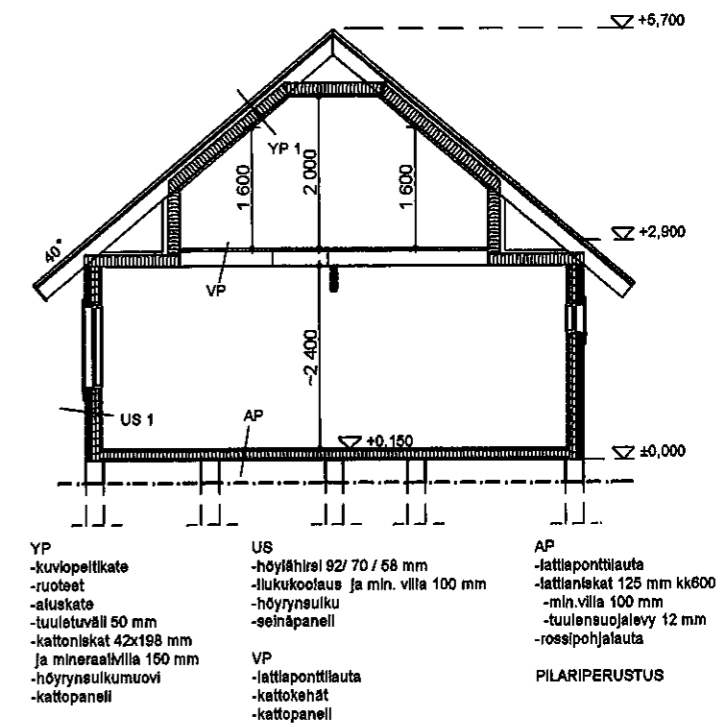 +5,700
YP 1
1 600
2 000
1 600
+2,900
40°
VP
~2 400
US 1
AP
+0,150
±0,000
YP
-kuviopeltikate
-ruoteet
-aluskate
-tuuletuväli 50 mm
-kattoniskat 42x198 mm
ja mineraalivilla 150 mm
-höyrynsulkumuovi
-kattopaneli
US
-höylähirsi 92/ 70 / 58 mm
-liukukoolaus ja min. villa 100 mm
-höyrynsulku
-seinäpaneli
VP
-lattiaponttilauta
-kattokehät
-kattopaneli
AP
-lattiaponttilauta
-lattianiskat 125 mm kk600
-min.villa 100 mm
-tuulensuojalevy 12 mm
-rossipohjalauta
PILARIPERUSTUS